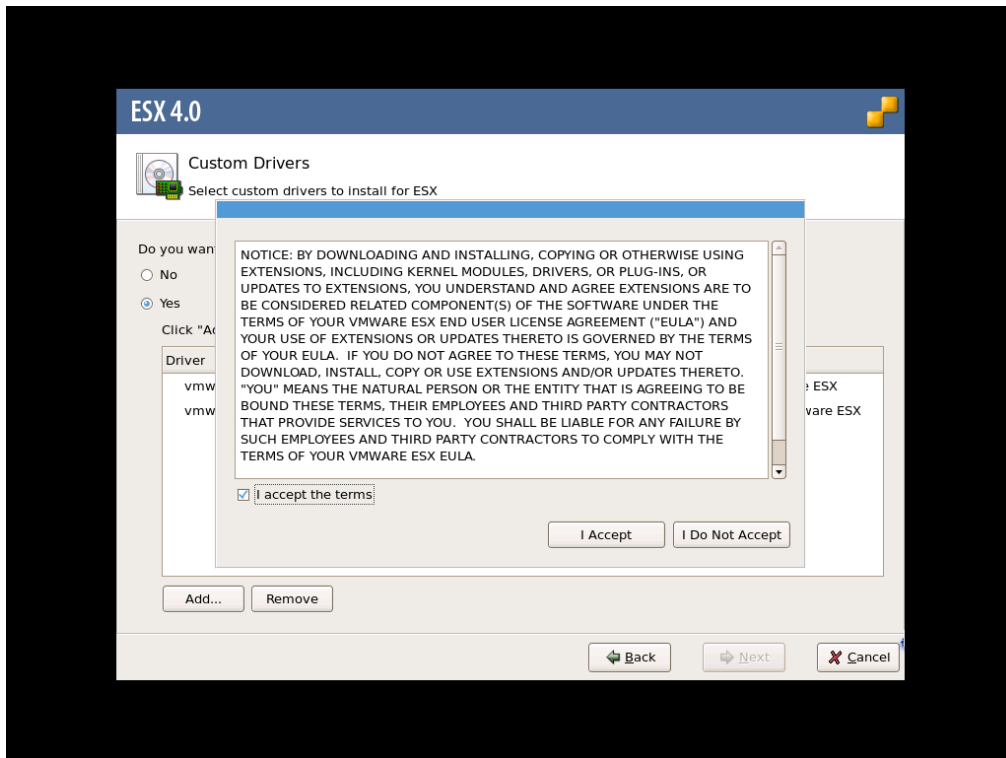 ESX 4.0
Custom Drivers
Select custom drivers to install for ESX
Do you wan
No
Yes
Click "Ad
Driver
vmw
e ESX
vmw
ware ESX
NOTICE: BY DOWNLOADING AND INSTALLING, COPYING OR OTHERWISE USING
EXTENSIONS, INCLUDING KERNEL MODULES, DRIVERS, OR PLUG-INS, OR
UPDATES TO EXTENSIONS, YOU UNDERSTAND AND AGREE EXTENSIONS ARE TO
BE CONSIDERED RELATED COMPONENT(S) OF THE SOFTWARE UNDER THE
TERMS OF YOUR VMWARE ESX END USER LICENSE AGREEMENT ("EULA") AND
YOUR USE OF EXTENSIONS OR UPDATES THERETO IS GOVERNED BY THE TERMS
OF YOUR EULA.  IF YOU DO NOT AGREE TO THESE TERMS, YOU MAY NOT
DOWNLOAD, INSTALL, COPY OR USE EXTENSIONS AND/OR UPDATES THERETO.
"YOU" MEANS THE NATURAL PERSON OR THE ENTITY THAT IS AGREEING TO BE
BOUND THESE TERMS, THEIR EMPLOYEES AND THIRD PARTY CONTRACTORS
THAT PROVIDE SERVICES TO YOU.  YOU SHALL BE LIABLE FOR ANY FAILURE BY
SUCH EMPLOYEES AND THIRD PARTY CONTRACTORS TO COMPLY WITH THE
TERMS OF YOUR VMWARE ESX EULA.
I accept the terms
I Accept
I Do Not Accept
Add...
Remove
Back
Next
Cancel